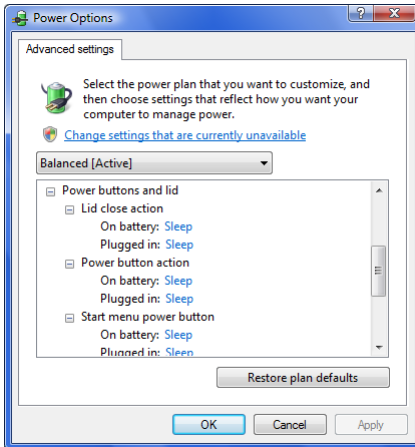 Power Options
Advanced settings
Select the power plan that you want to customize, and
then choose settings that reflect how you want your
computer to manage power.
Change settings that are currently unavailable
Balanced [Active]
Power buttons and lid
Lid close action
On battery: Sleep
Plugged in: Sleep
Power button action
On battery: Sleep
Plugged in: Sleep
Start menu power button
On battery: Sleep
Plugged in: Sleep
Restore plan defaults
OK
Cancel
Apply